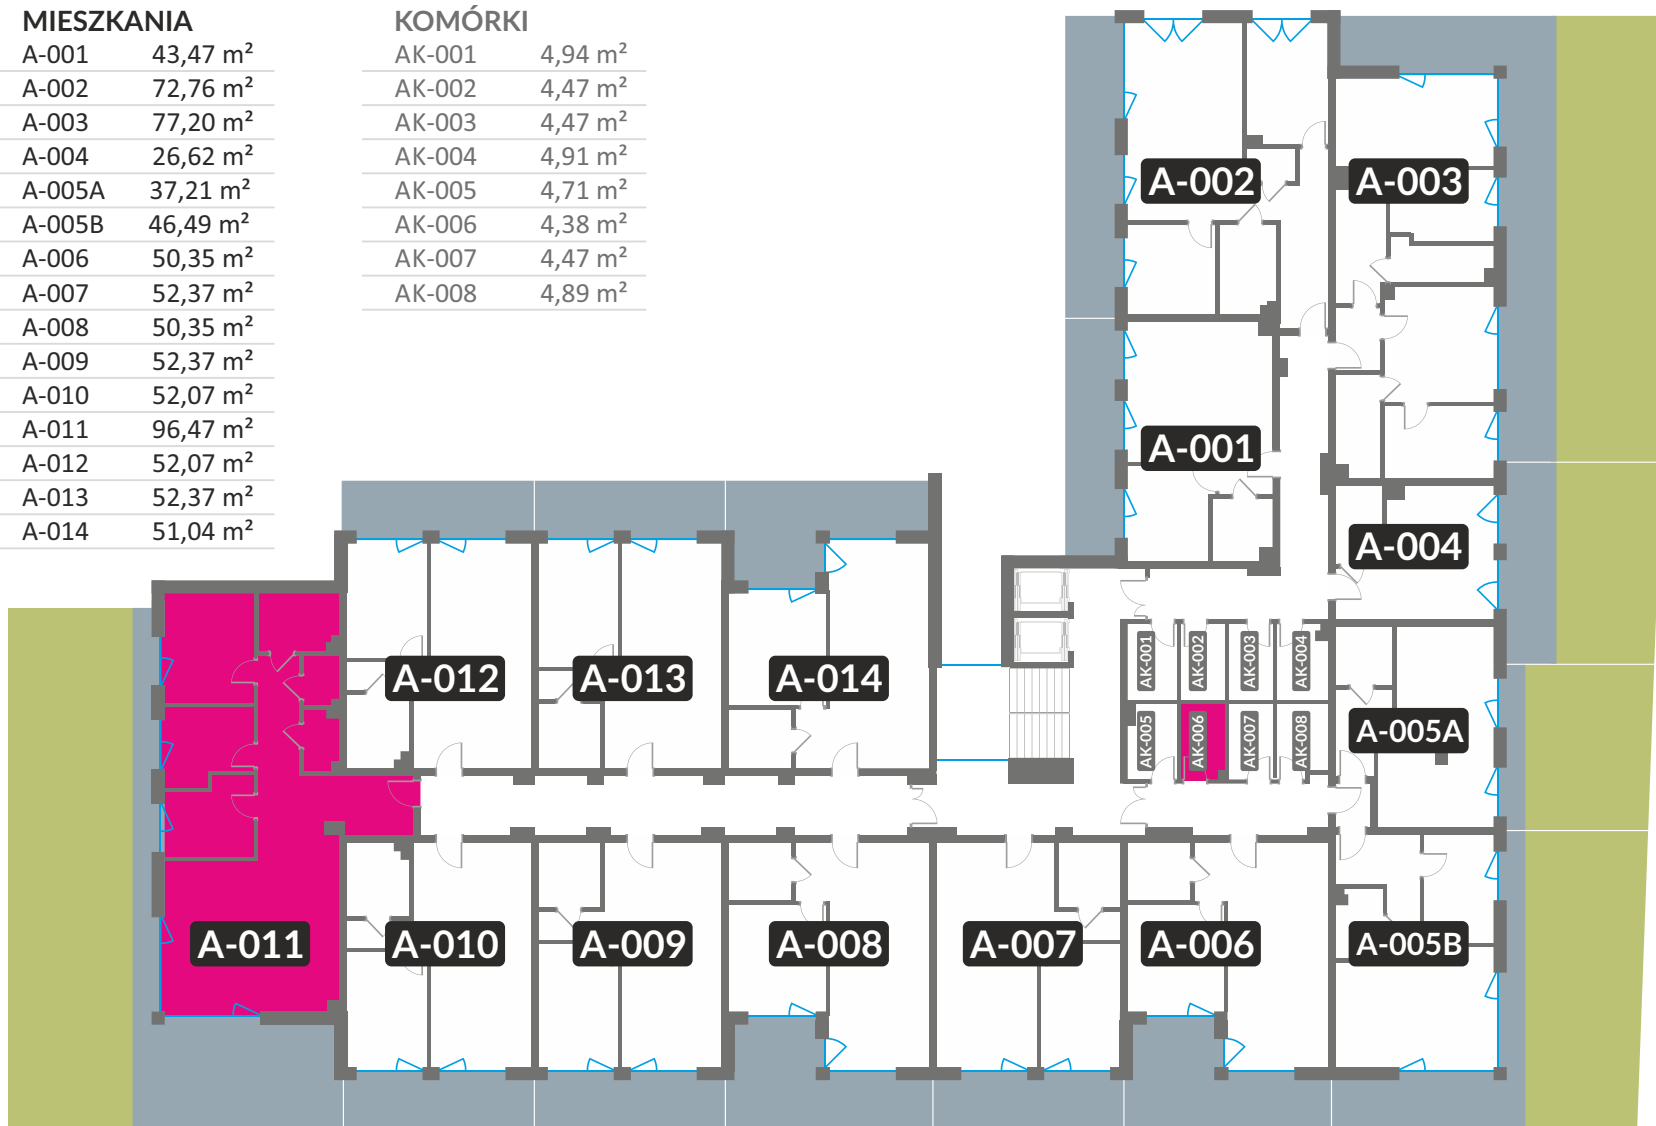 MIESZKANIA
A-001 43,47 m²
A-002 72,76 m²
A-003 77,20 m²
A-004 26,62 m²
A-005A 37,21 m²
A-005B 46,49 m²
A-006 50,35 m²
A-007 52,37 m²
A-008 50,35 m²
A-009 52,37 m²
A-010 52,07 m²
A-011 96,47 m²
A-012 52,07 m²
A-013 52,37 m²
A-014 51,04 m²
KOMÓRKI
AK-001 4,94 m²
AK-002 4,47 m²
AK-003 4,47 m²
AK-004 4,91 m²
AK-005 4,71 m²
AK-006 4,38 m²
AK-007 4,47 m²
AK-008 4,89 m²
A-002
A-003
A-001
A-004
AK-001
AK-002
AK-003
AK-004
A-012
A-013
A-014
AK-005
AK-006
AK-007
AK-008
A-005A
A-011
A-010
A-009
A-008
A-007
A-006
A-005B